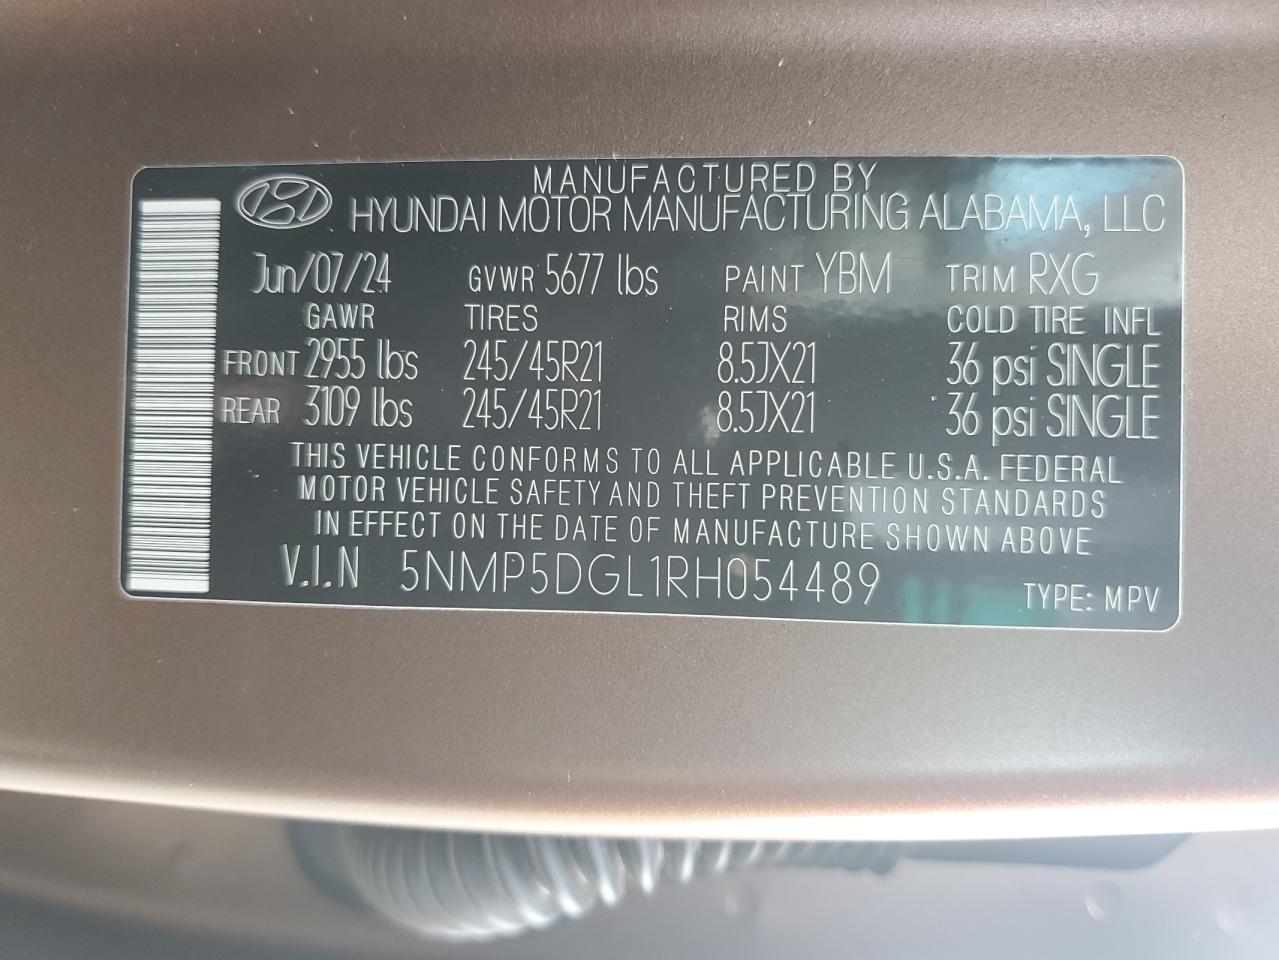 MANUFACTURED BY
HYUNDAI MOTOR MANUFACTURING ALABAMA, LLC
Jun/07/24 GVWR 5677 lbs PAINT YBM TRIM RXG
GAWR TIRES RIMS COLD TIRE INFL
FRONT 2955 lbs 245/45R21 8.5JX21 36 psi SINGLE
REAR 3109 lbs 245/45R21 8.5JX21 36 psi SINGLE
THIS VEHICLE CONFORMS TO ALL APPLICABLE U.S.A. FEDERAL
MOTOR VEHICLE SAFETY AND THEFT PREVENTION STANDARDS
IN EFFECT ON THE DATE OF MANUFACTURE SHOWN ABOVE
V.I.N 5NMP5DGL1RH054489 TYPE: MPV